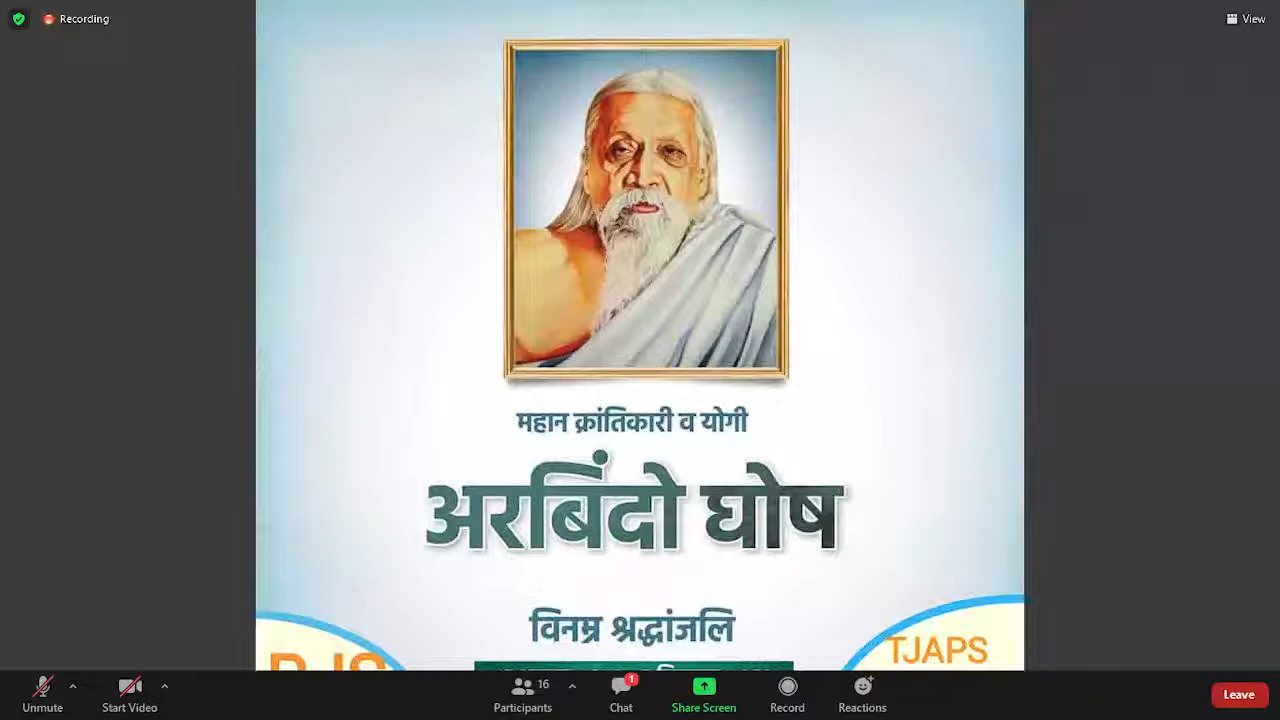 Recording
View
महान क्रांतिकारी व योगी
अरबिंदो घोष
विनम्र श्रद्धांजलि
TJAPS
16
1
Unmute
Start Video
Participants
Chat
Share Screen
Record
Reactions
Leave